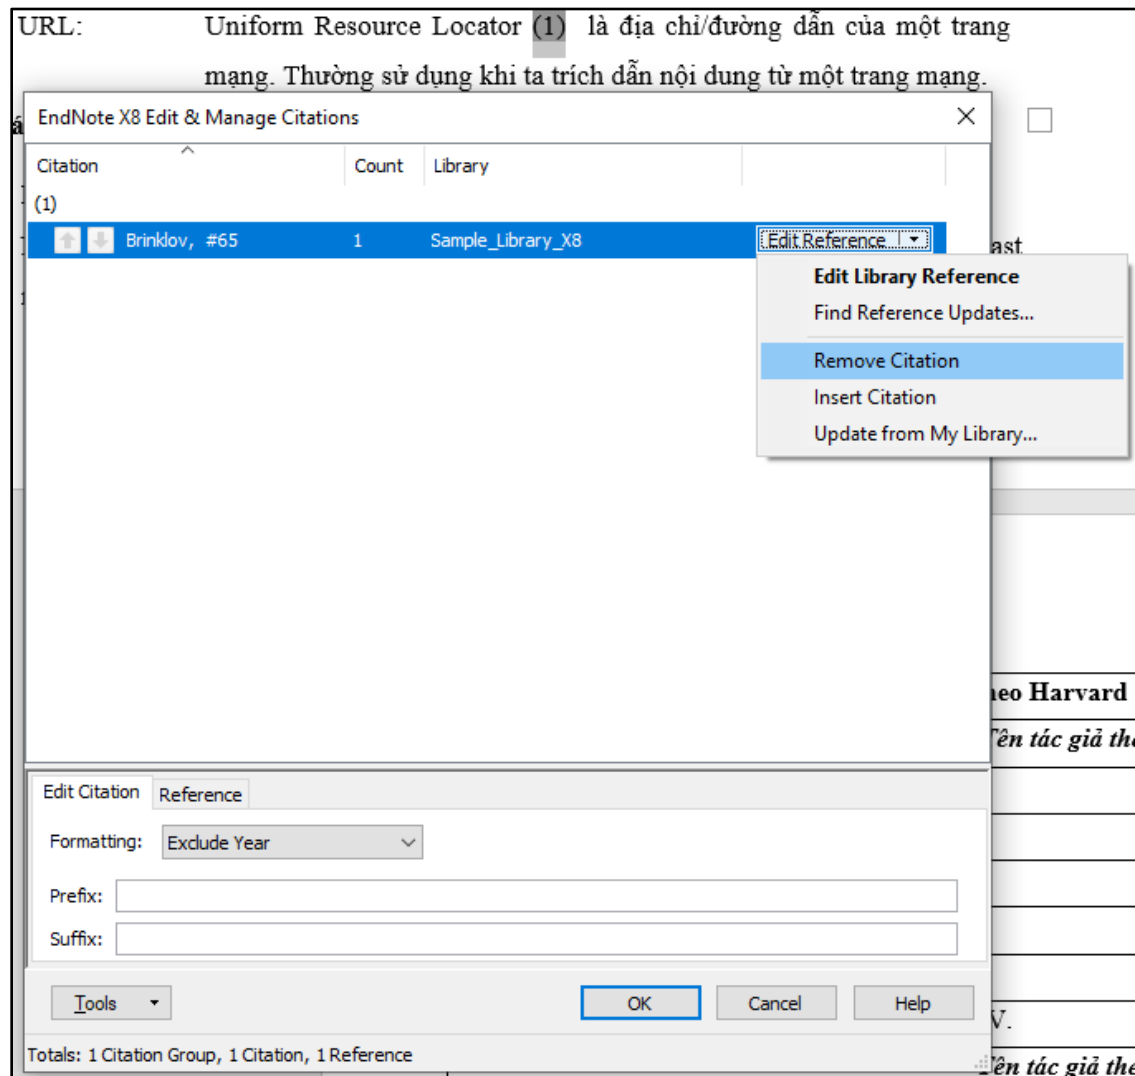 URL: Uniform Resource Locator (1) là địa chỉ/đường dẫn của một trang
mạng. Thường sử dụng khi ta trích dẫn nội dung từ một trang mạng.
EndNote X8 Edit & Manage Citations
Citation Count Library
(1)
Brinklov, #65 1 Sample_Library_X8 Edit Reference
ast
Edit Library Reference
Find Reference Updates...
Remove Citation
Insert Citation
Update from My Library...
eo Harvard
Tên tác giả th
Edit Citation Reference
Formatting: Exclude Year
Prefix:
Suffix:
Tools OK Cancel Help
V.
Totals: 1 Citation Group, 1 Citation, 1 Reference
Tên tác giả the